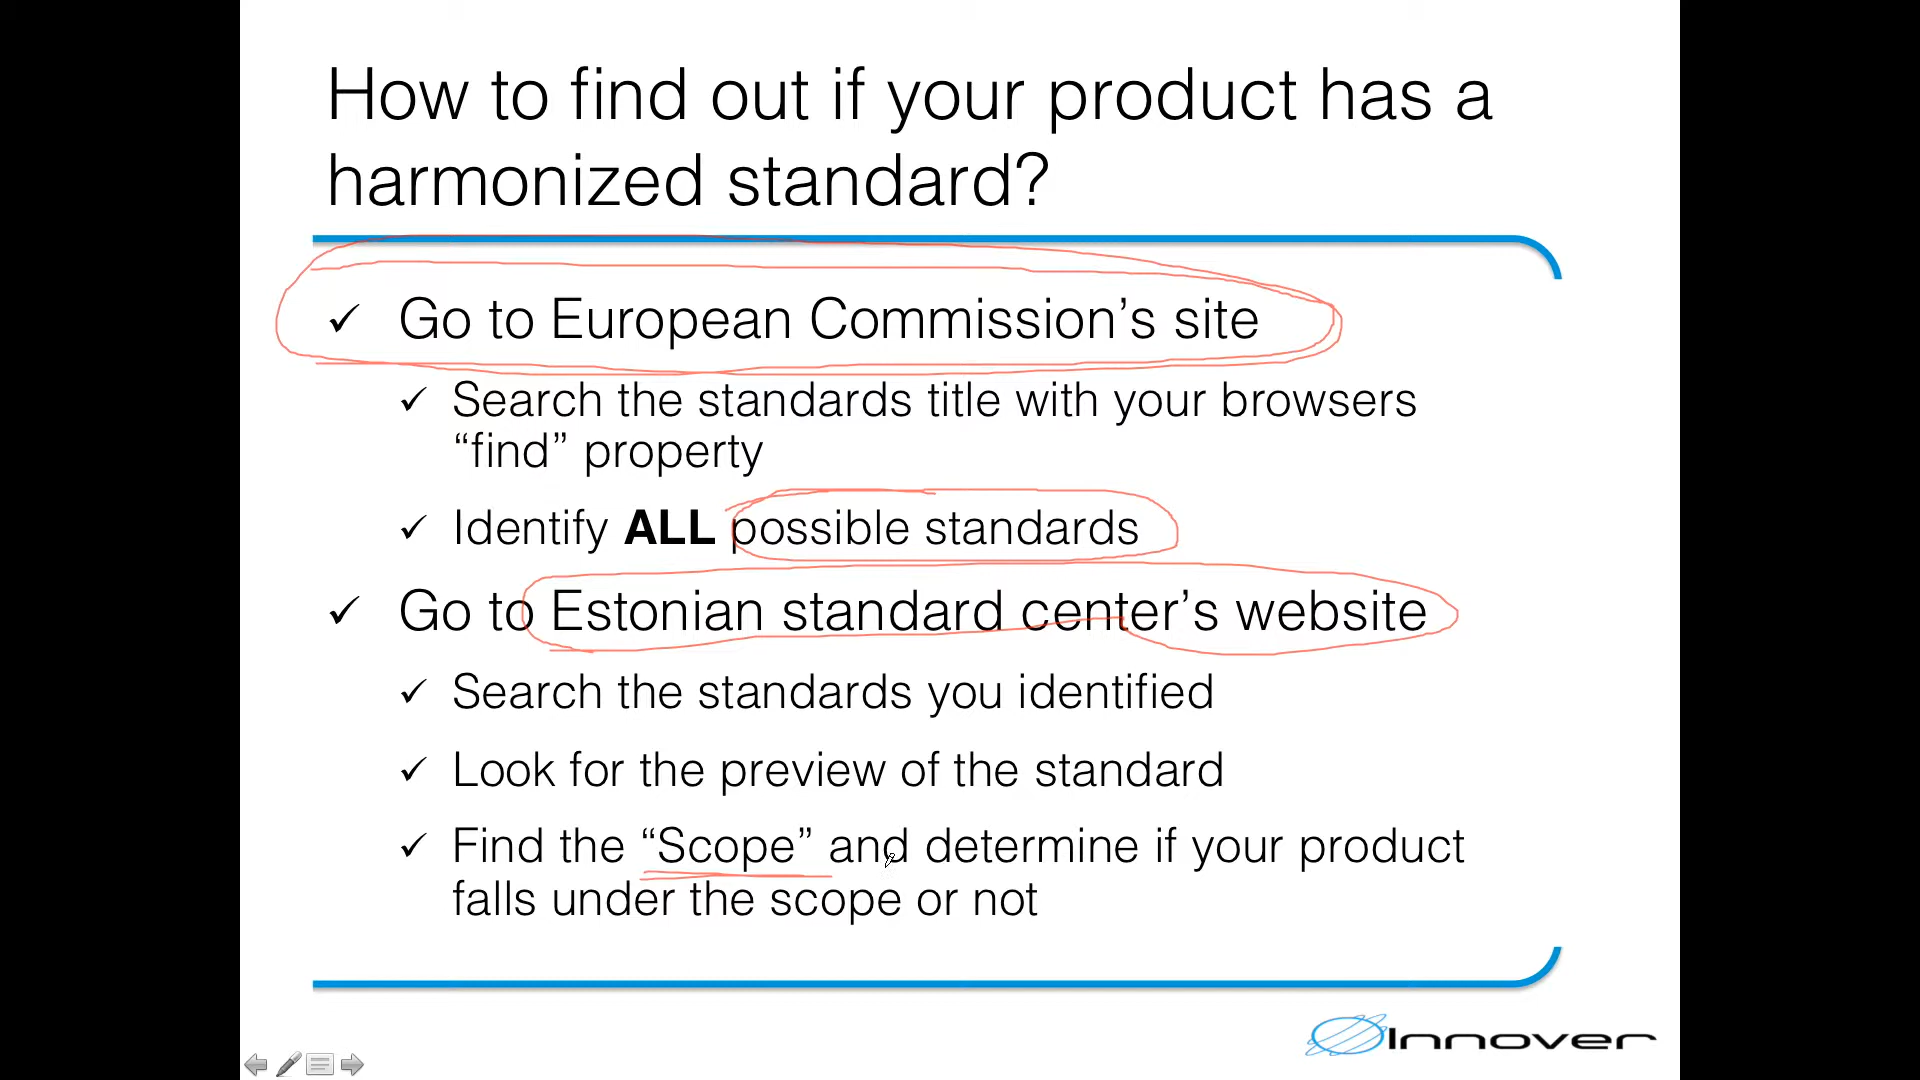 How to find out if your product has a
harmonized standard?
✓ Go to European Commission’s site
✓ Search the standards title with your browsers
“find” property
✓ Identify ALL possible standards
✓ Go to Estonian standard center’s website
✓ Search the standards you identified
✓ Look for the preview of the standard
✓ Find the “Scope” and determine if your product
falls under the scope or not
Innover